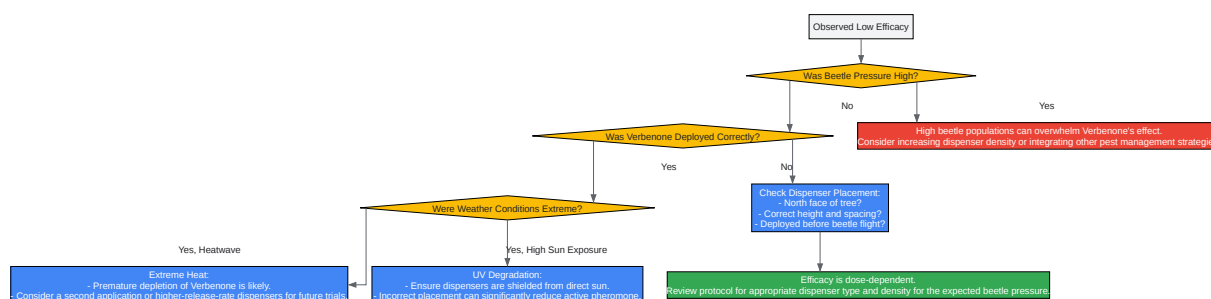 Observed Low Efficacy
Was Beetle Pressure High?
No
Yes
Was Verbenone Deployed Correctly?
High beetle populations can overwhelm Verbenone's effect.
Consider increasing dispenser density or integrating other pest management strategie
Yes
No
Check Dispenser Placement:
- North face of tree?
- Correct height and spacing?
- Deployed before beetle flight?
Were Weather Conditions Extreme?
Yes, Heatwave
Yes, High Sun Exposure
Extreme Heat:
- Premature depletion of Verbenone is likely.
- Consider a second application or higher-release-rate dispensers for future trials.
UV Degradation:
- Ensure dispensers are shielded from direct sun.
- Incorrect placement can significantly reduce active pheromone.
Efficacy is dose-dependent.
Review protocol for appropriate dispenser type and density for the expected beetle pressure.